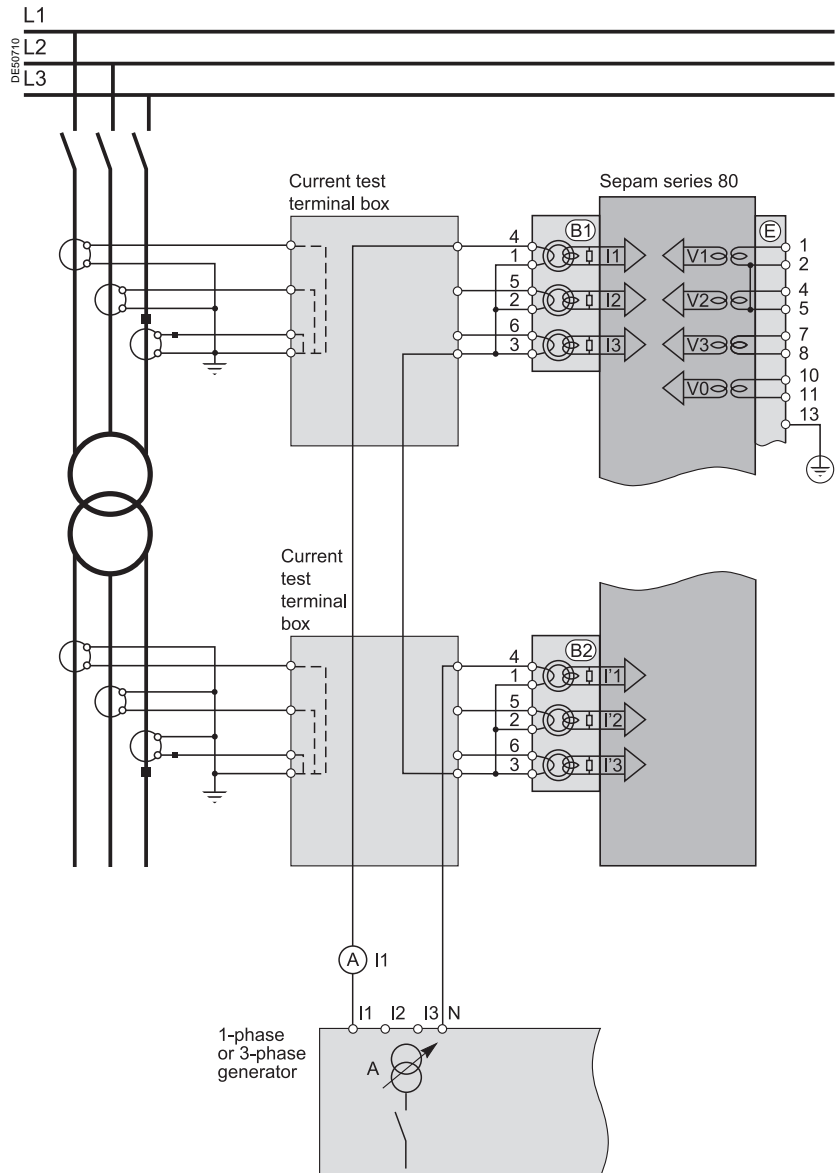 L1
DE50710
L2
L3
Current test
terminal box
Sepam series 80
B1
E
4
I1
V1
1
1
2
5
I2
V2
4
2
5
6
I3
V3
7
3
8
V0
10
11
13
Current
test
terminal
box
B2
4
I'1
1
5
I'2
2
6
I'3
3
A
I1
I1
I2
I3
N
1-phase
or 3-phase
generator
A